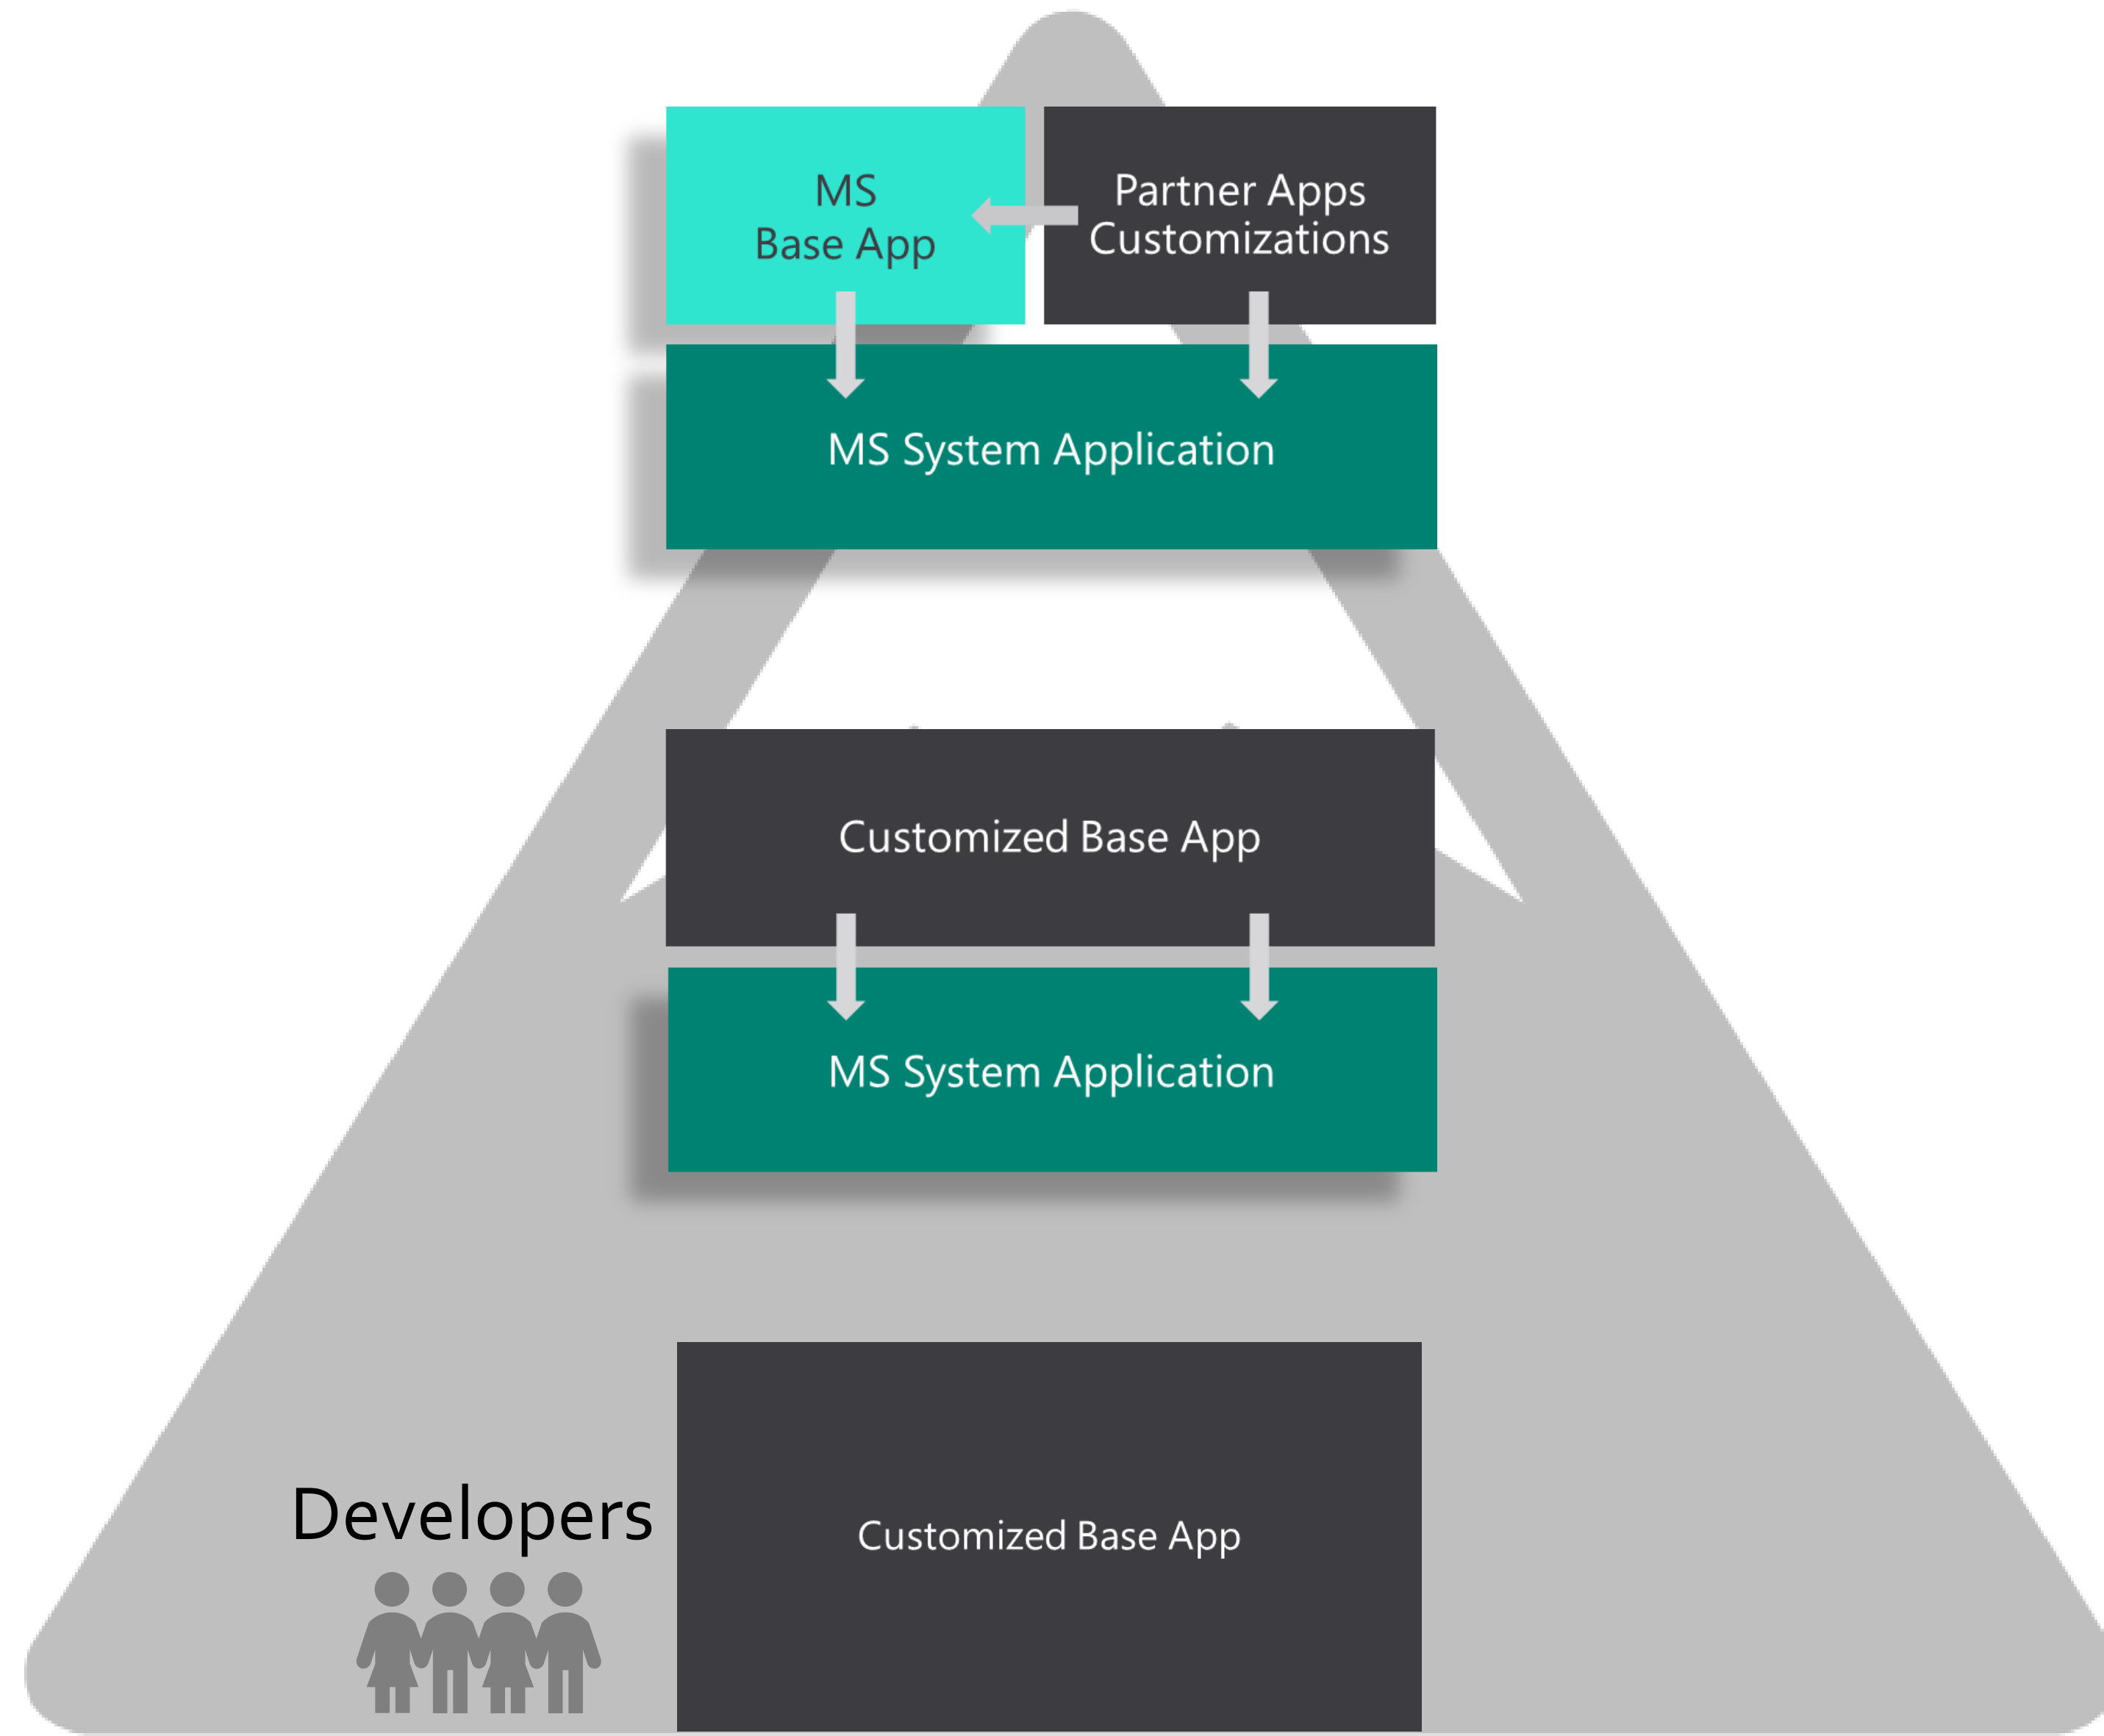 MS
Base App
Partner Apps
Customizations
MS System Application
Customized Base App
MS System Application
Developers
Customized Base App